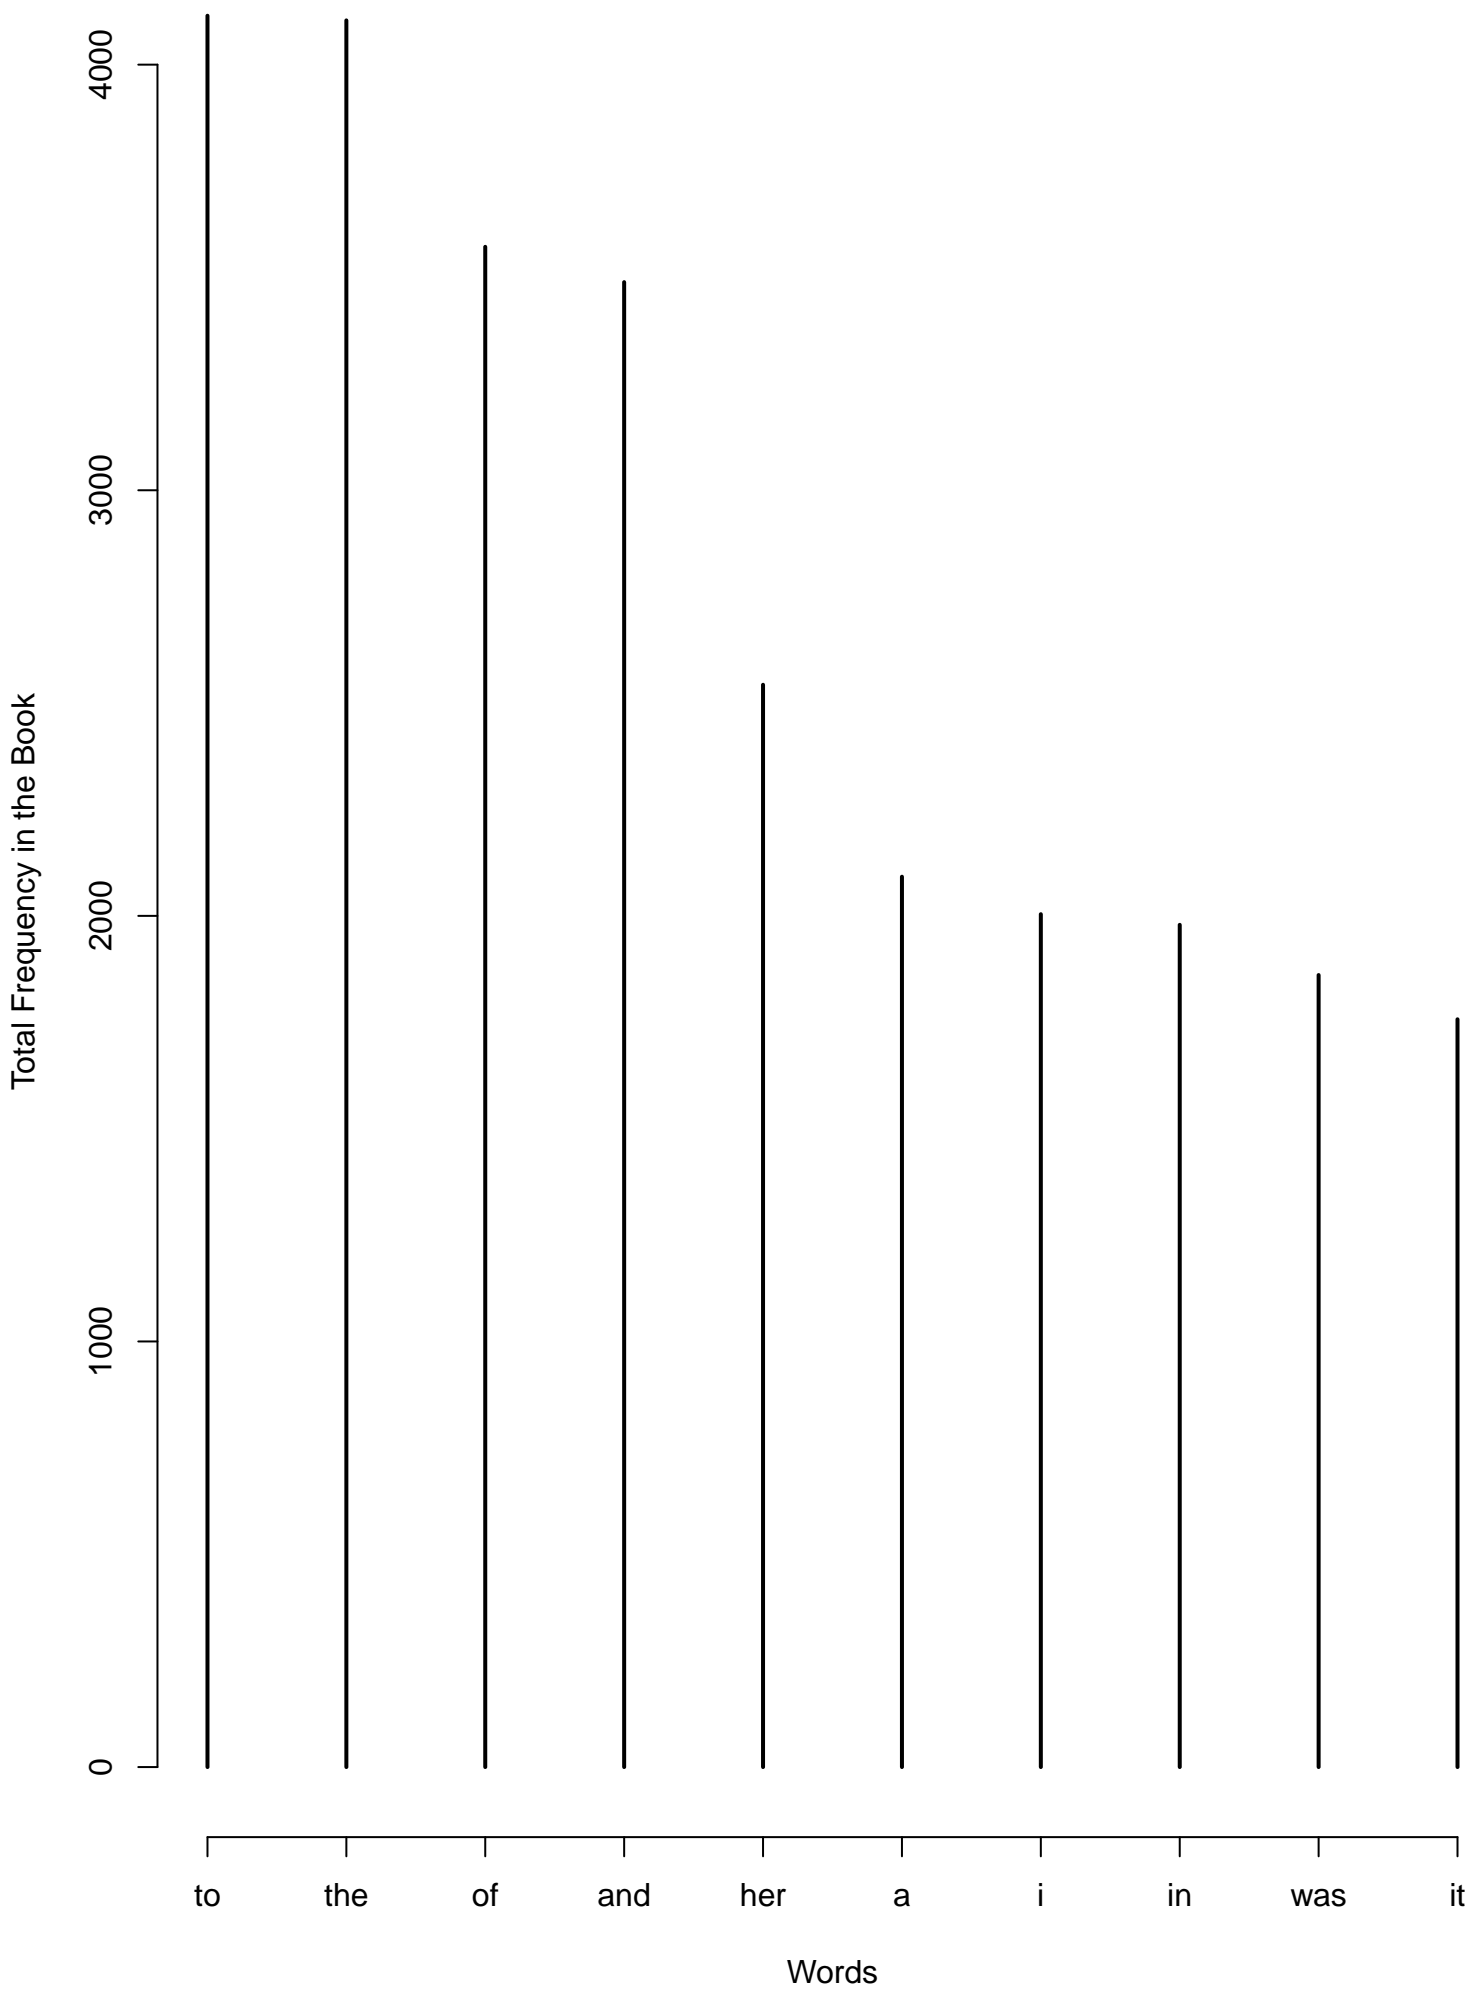 Total Frequency in the Book
4000
3000
2000
1000
0
to the of and her a i in was it
Words